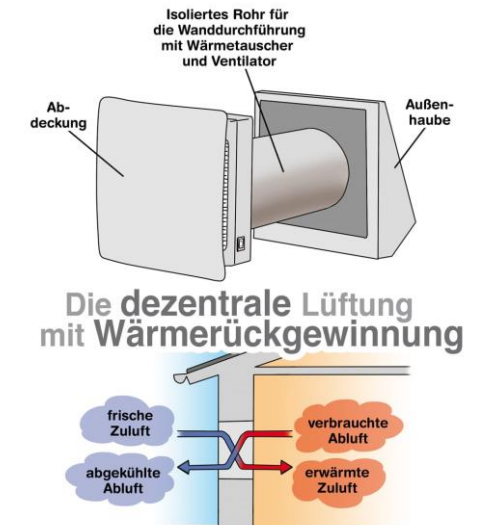 Isoliertes Rohr für
die Wanddurchführung
mit Wärmetauscher
und Ventilator
Ab-
deckung
Außen-
haube
Die dezentrale Lüftung
mit Wärmerückgewinnung
frische
Zuluft
verbrauchte
Abluft
abgekühlte
Abluft
erwärmte
Zuluft